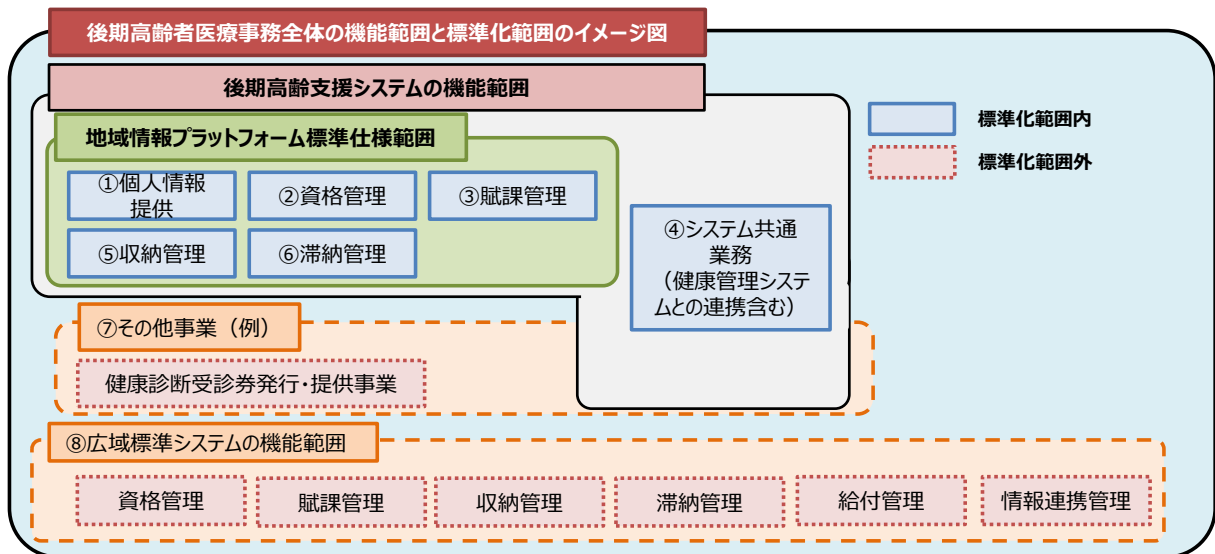 後期高齢者医療事務全体の機能範囲と標準化範囲のイメージ図
後期高齢支援システムの機能範囲
地域情報プラットフォーム標準仕様範囲
標準化範囲内
標準化範囲外
①個人情報
提供
②資格管理
③賦課管理
④システム共通
業務
（健康管理システ
ムとの連携含む）
⑤収納管理
⑥滞納管理
⑦その他事業（例）
健康診断受診券発行・提供事業
⑧広域標準システムの機能範囲
資格管理
賦課管理
収納管理
滞納管理
給付管理
情報連携管理